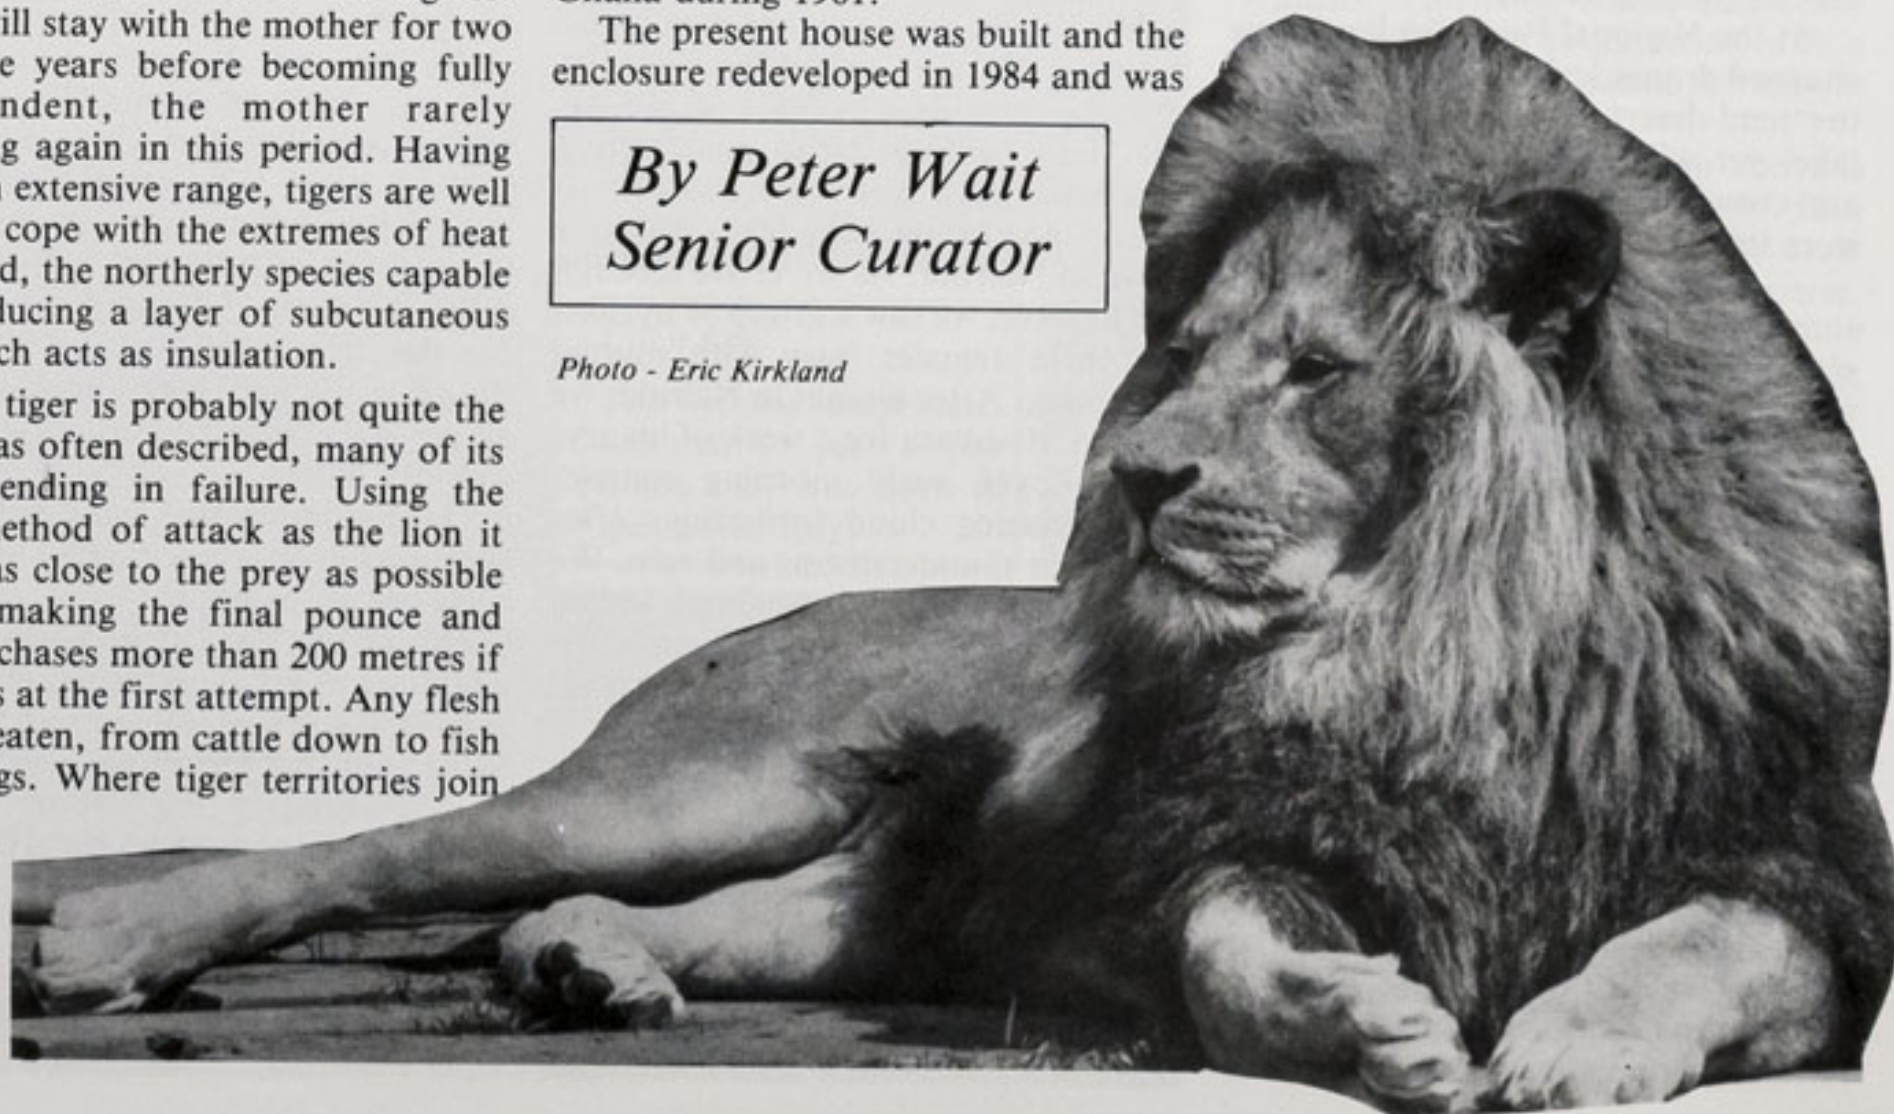 ill stay with the mother for two
e years before becoming fully
ndent, the mother rarely
g again in this period. Having
extensive range, tigers are well
cope with the extremes of heat
d, the northerly species capable
lucing a layer of subcutaneous
ch acts as insulation.
tiger is probably not quite the
as often described, many of its
ending in failure. Using the
ethod of attack as the lion it
as close to the prey as possible
making the final pounce and
chases more than 200 metres if
s at the first attempt. Any flesh
eaten, from cattle down to fish
gs. Where tiger territories join
during 1961.
The present house was built and the
enclosure redeveloped in 1984 and was
By Peter Wait
Senior Curator
Photo - Eric Kirkland